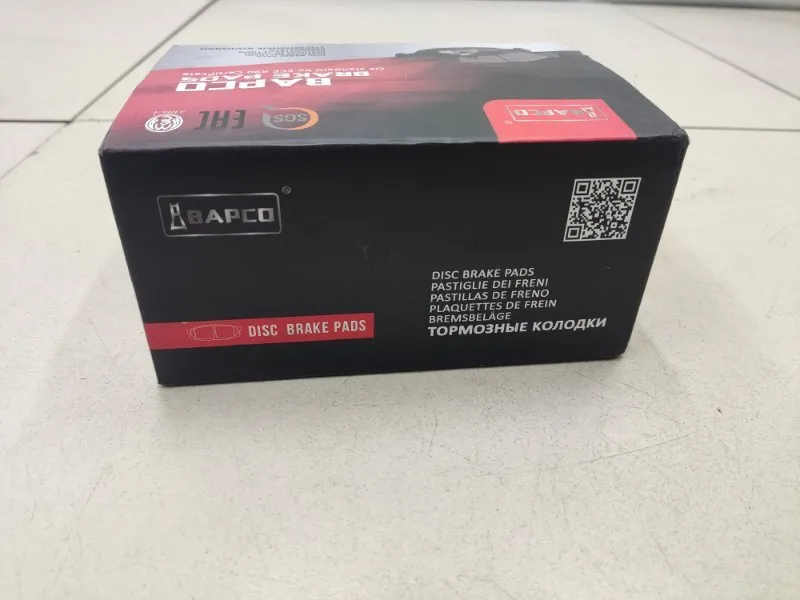 BAPCO
BRAKE PADS
EAC
SGS
BAPCO
BAPCO®
DISC BRAKE PADS
DISC BRAKE PADS
PASTIGLIE DEI FRENI
PASTILLAS DE FRENO
PLAQUETTES DE FREIN
BREMSBELÄGE
ТОРМОЗНЫЕ КОЛОДКИ